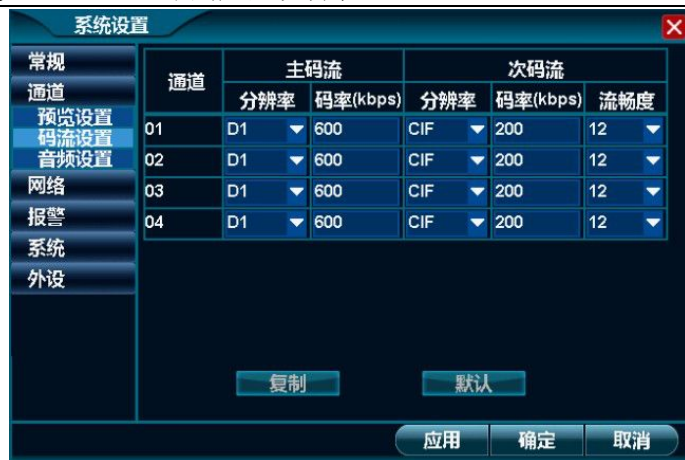 系统设置
常规
通道
预览设置
码流设置
音频设置
网络
报警
系统
外设
通道 主码流 次码流
分辨率 码率(kbps) 分辨率 码率(kbps) 流畅度
01 D1 600 CIF 200 12
02 D1 600 CIF 200 12
03 D1 600 CIF 200 12
04 D1 600 CIF 200 12
复制 默认
应用 确定 取消